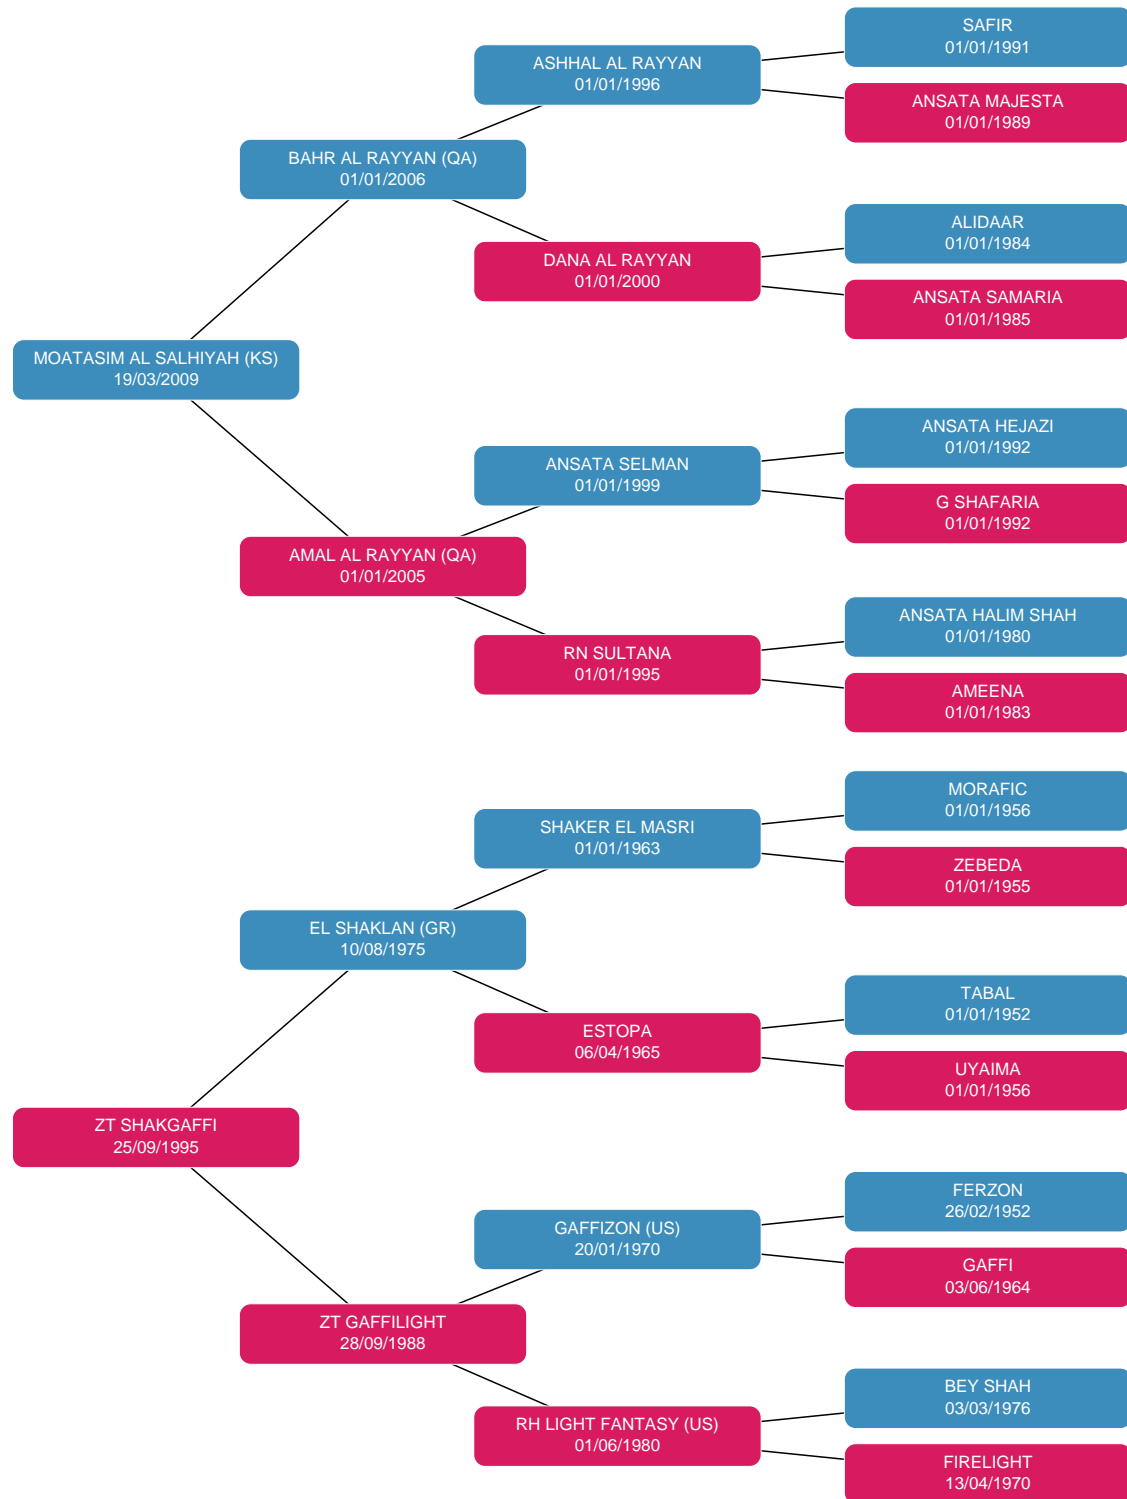 SAFIR
01/01/1991
ASHHAL AL RAYYAN
01/01/1996
ANSATA MAJESTA
01/01/1989
BAHR AL RAYYAN (QA)
01/01/2006
ALIDAAR
01/01/1984
DANA AL RAYYAN
01/01/2000
ANSATA SAMARIA
01/01/1985
MOATASIM AL SALHIYAH (KS)
19/03/2009
ANSATA HEJAZI
01/01/1992
ANSATA SELMAN
01/01/1999
G SHAFARIA
01/01/1992
AMAL AL RAYYAN (QA)
01/01/2005
ANSATA HALIM SHAH
01/01/1980
RN SULTANA
01/01/1995
AMEENA
01/01/1983
MORAFIC
01/01/1956
SHAKER EL MASRI
01/01/1963
ZEBEDA
01/01/1955
EL SHAKLAN (GR)
10/08/1975
TABAL
01/01/1952
ESTOPA
06/04/1965
UYAIMA
01/01/1956
ZT SHAKGAFFI
25/09/1995
FERZON
26/02/1952
GAFFIZON (US)
20/01/1970
GAFFI
03/06/1964
ZT GAFFILIGHT
28/09/1988
BEY SHAH
03/03/1976
RH LIGHT FANTASY (US)
01/06/1980
FIRELIGHT
13/04/1970